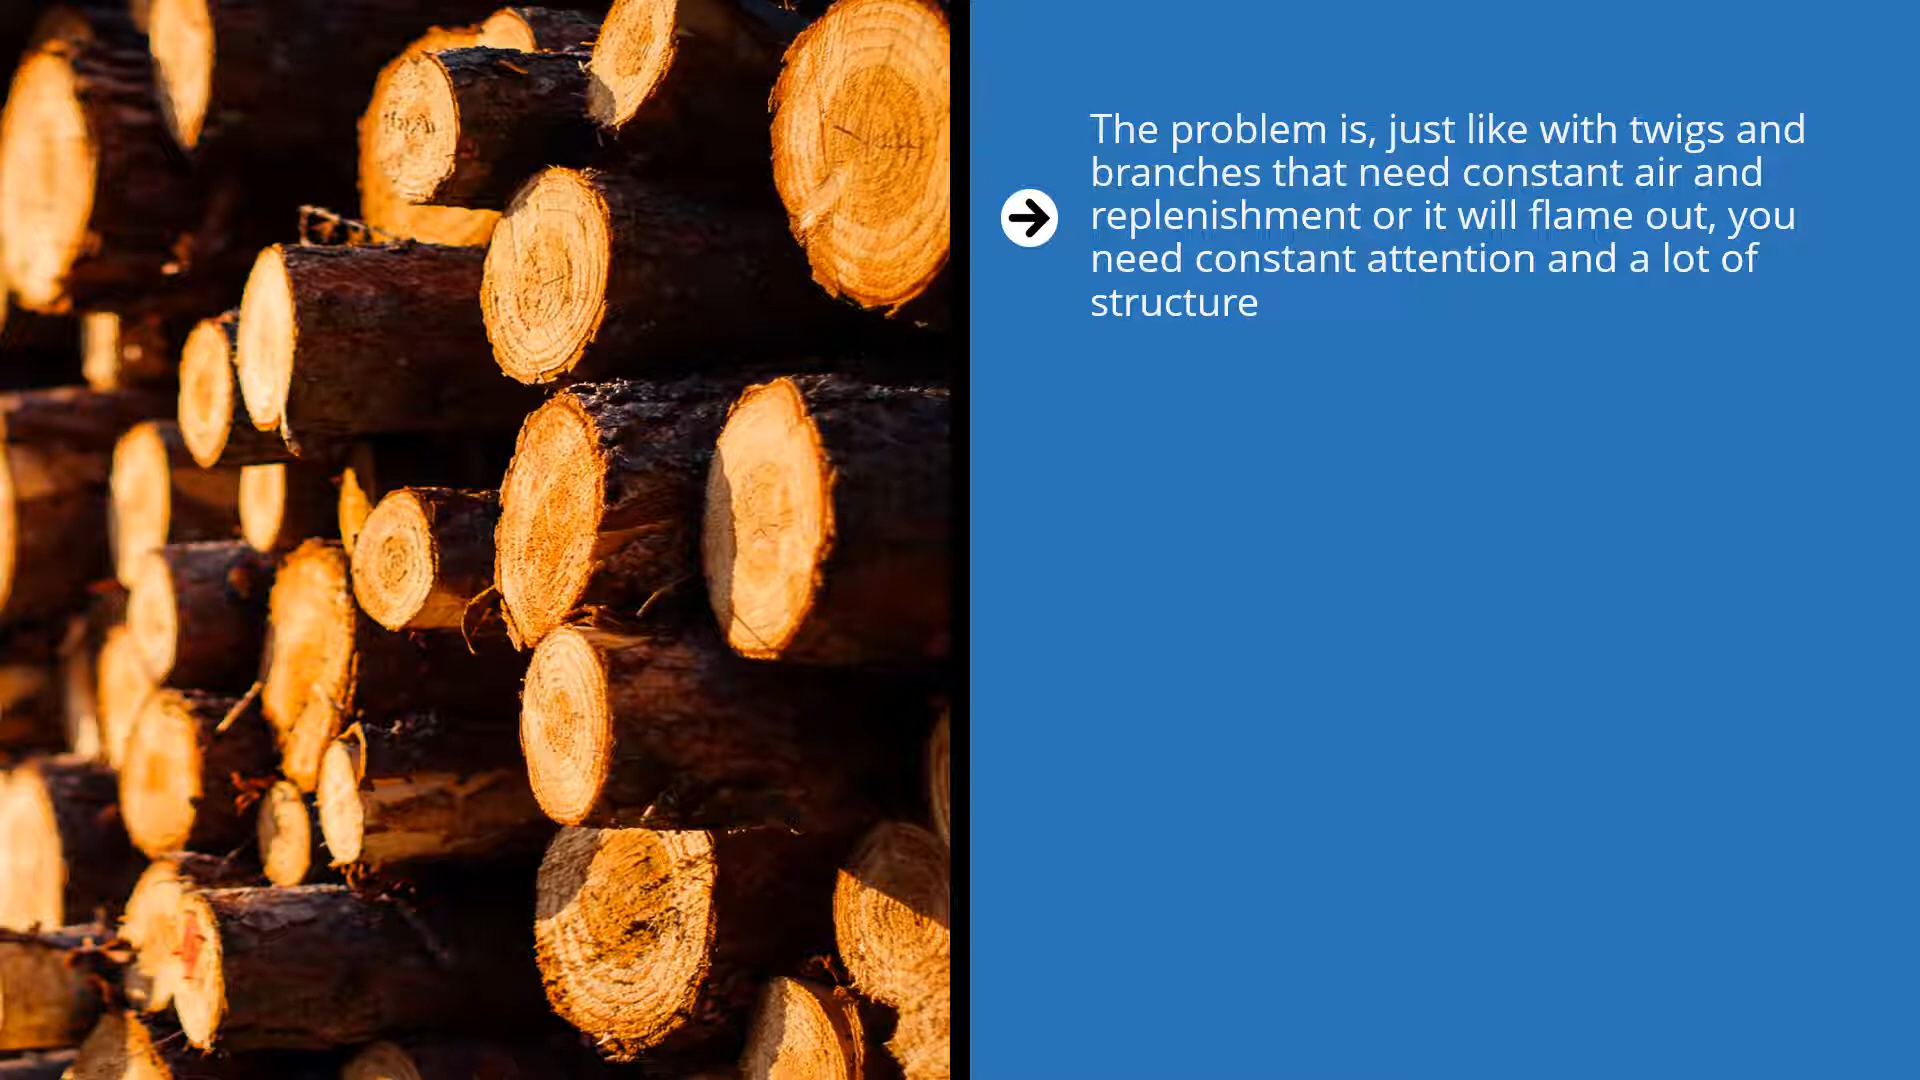 The problem is, just like with twigs and
branches that need constant air and
replenishment or it will flame out, you
need constant attention and a lot of
structure